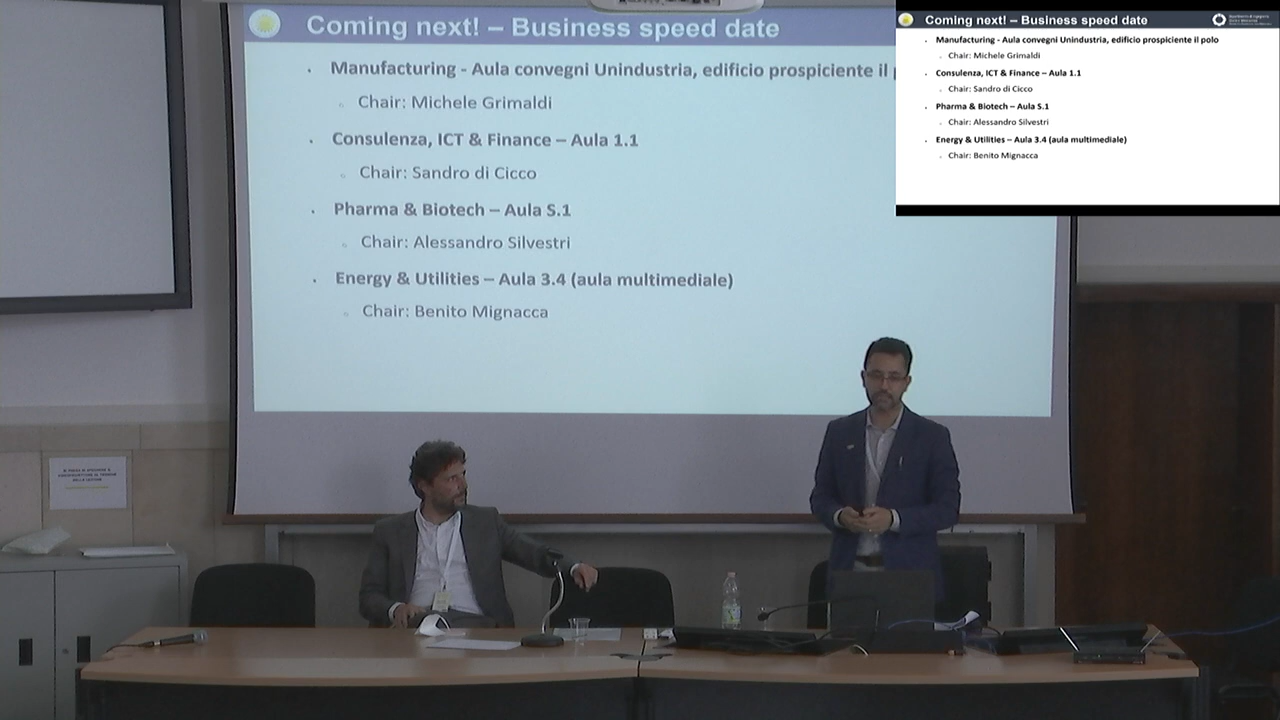 Coming next! – Business speed date
Manufacturing - Aula convegni Unindustria, edificio prospiciente il
Chair: Michele Grimaldi
Consulenza, ICT & Finance – Aula 1.1
Chair: Sandro di Cicco
Pharma & Biotech – Aula S.1
Chair: Alessandro Silvestri
Energy & Utilities – Aula 3.4 (aula multimediale)
Chair: Benito Mignacca
Coming next! – Business speed date
Manufacturing - Aula convegni Unindustria, edificio prospiciente il polo
Chair: Michele Grimaldi
Consulenza, ICT & Finance – Aula 1.1
Chair: Sandro di Cicco
Pharma & Biotech – Aula S.1
Chair: Alessandro Silvestri
Energy & Utilities – Aula 3.4 (aula multimediale)
Chair: Benito Mignacca